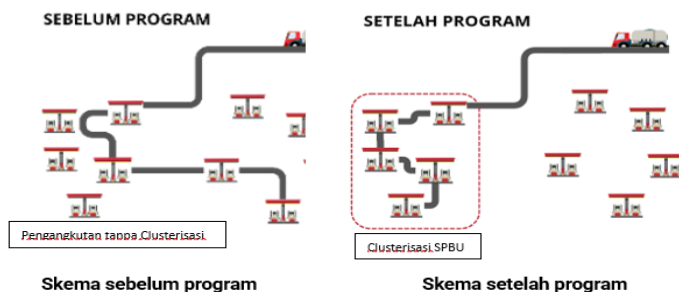 SEBELUM PROGRAM
SETELAH PROGRAM
Pengangkutan tanpa Clusterisasi
Clusterisasi SPBU
Skema sebelum program
Skema setelah program